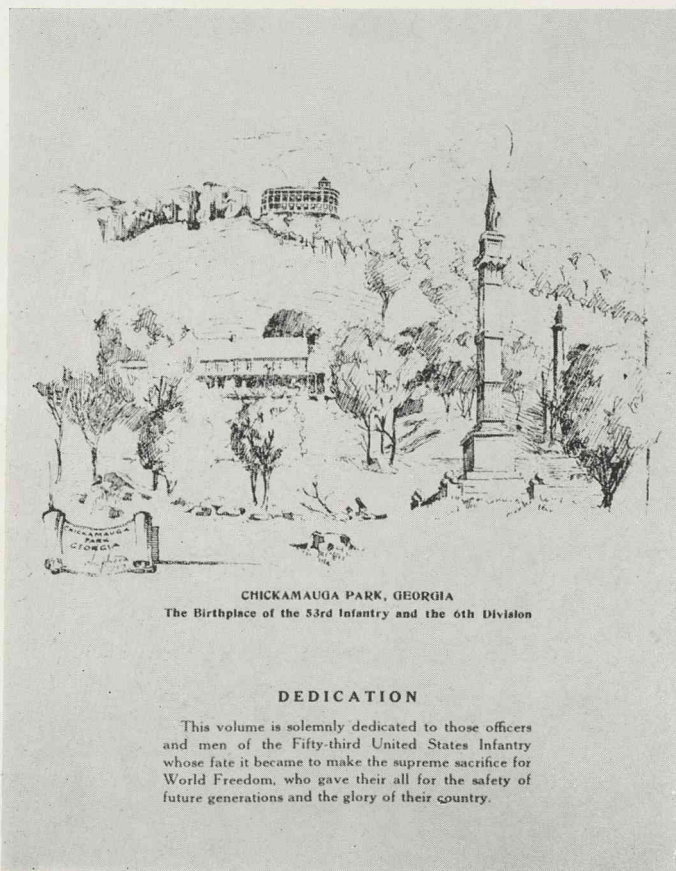 CHICKAMAUGA
PARK
GEORGIA
CHICKAMAUGA PARK, GEORGIA
The Birthplace of the 53rd Infantry and the 6th Division
DEDICATION
This volume is solemnly dedicated to those officers
and men of the Fifty-third United States Infantry
whose fate it became to make the supreme sacrifice for
World Freedom, who gave their all for the safety of
future generations and the glory of their country.